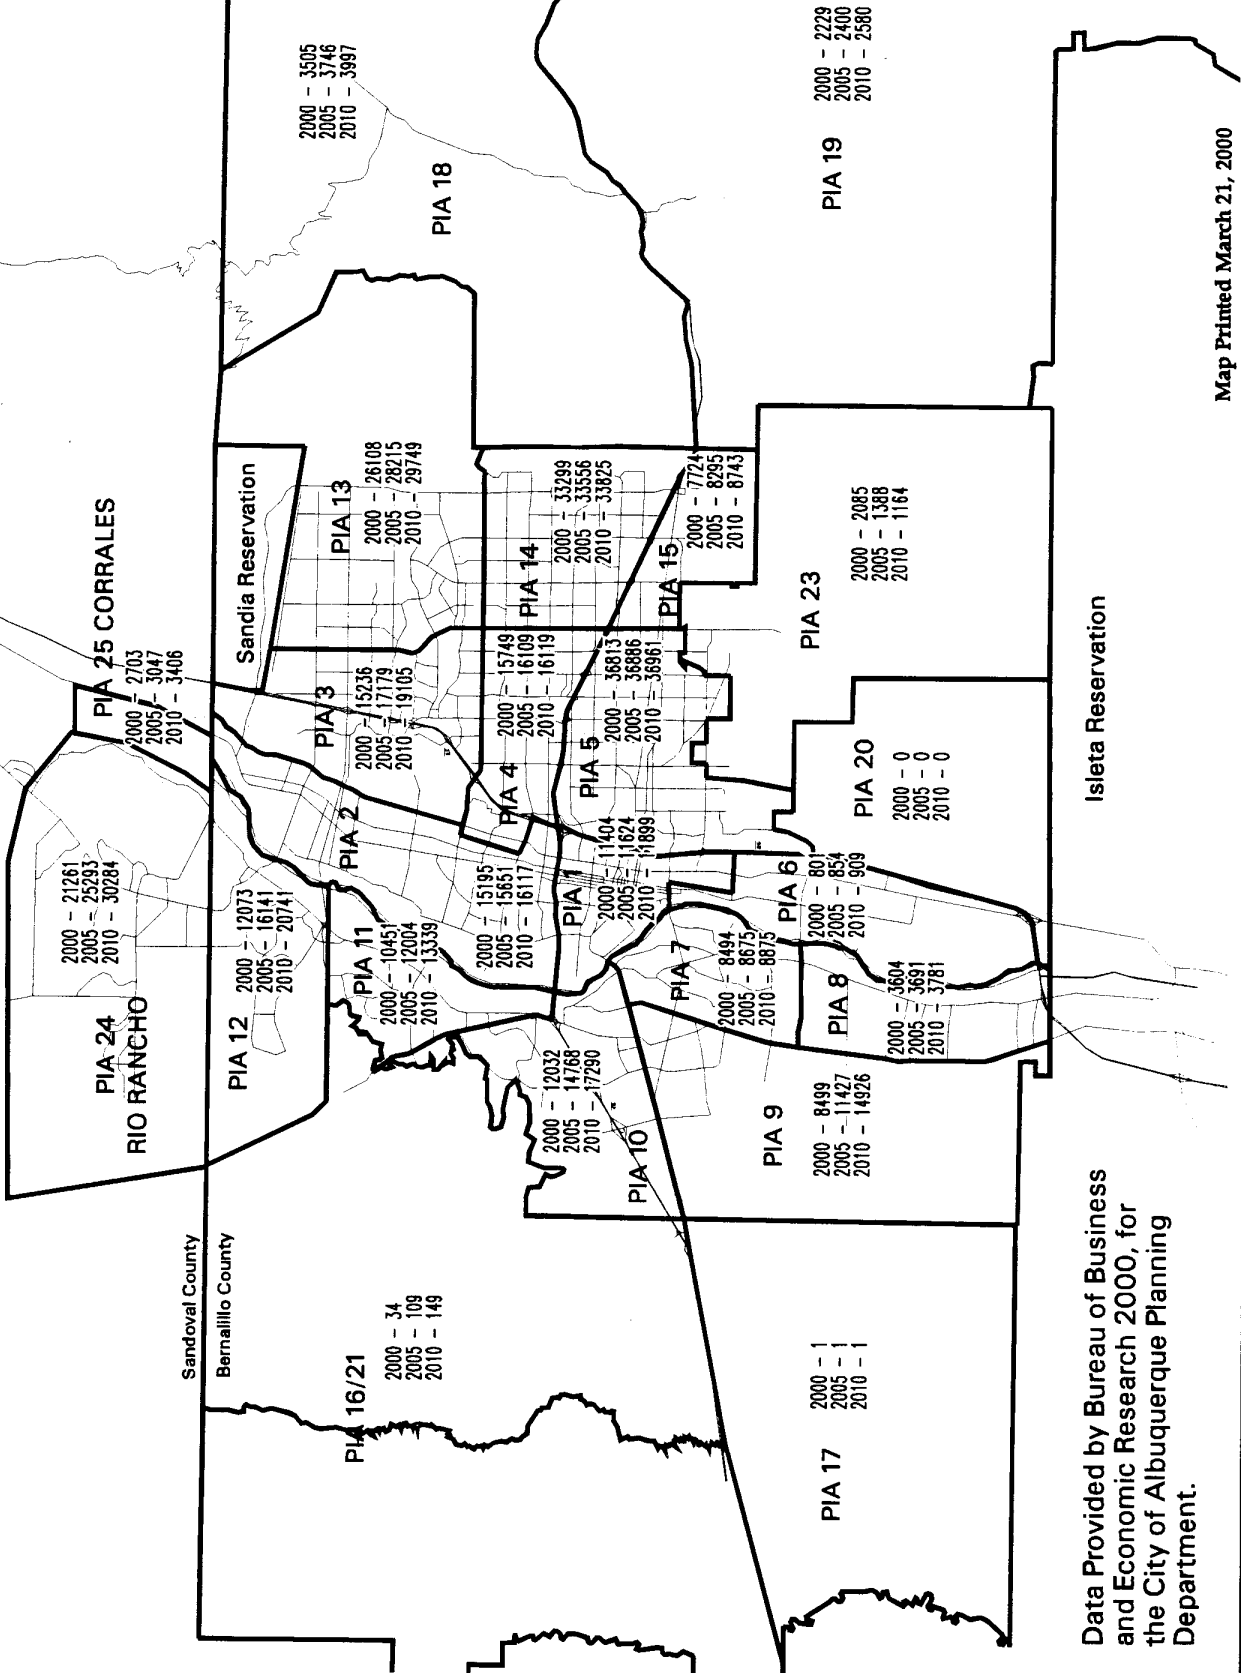 PIA 24
RIO RANCHO
2000 - 21261
2005 - 25293
2010 - 30284
PIA 25 CORRALES
2000 - 2703
2005 - 3047
2010 - 3406
Sandoval County
Bernalillo County
PIA 12
2000 - 12073
2005 - 16141
2010 - 20741
Sandia Reservation
PIA 16/21
2000 - 34
2005 - 109
2010 - 149
PIA 11
2000 - 10451
2005 - 12004
2010 - 13339
PIA 2
2000 - 15195
2005 - 15651
2010 - 16117
PIA 3
2000 - 15236
2005 - 17179
2010 - 19105
PIA 13
2000 - 26108
2005 - 28215
2010 - 29749
PIA 18
2000 - 3505
2005 - 3746
2010 - 3997
PIA 10
2000 - 12032
2005 - 14768
2010 - 17290
PIA 1
2000 - 11404
2005 - 11624
2010 - 11899
PIA 4
2000 - 15749
2005 - 16109
2010 - 16119
PIA 14
2000 - 33299
2005 - 33556
2010 - 33825
PIA 5
2000 - 36813
2005 - 36886
2010 - 36961
PIA 15
2000 - 7724
2005 - 8295
2010 - 8743
PIA 7
2000 - 8494
2005 - 8675
2010 - 8875
PIA 9
2000 - 8499
2005 - 11427
2010 - 14926
PIA 17
2000 - 1
2005 - 1
2010 - 1
PIA 8
2000 - 3604
2005 - 3691
2010 - 3781
PIA 6
2000 - 801
2005 - 854
2010 - 909
PIA 20
2000 - 0
2005 - 0
2010 - 0
PIA 23
2000 - 2085
2005 - 1388
2010 - 1164
PIA 19
2000 - 2229
2005 - 2400
2010 - 2580
Isleta Reservation
Data Provided by Bureau of Business
and Economic Research 2000, for
the City of Albuquerque Planning
Department.
Map Printed March 21, 2000